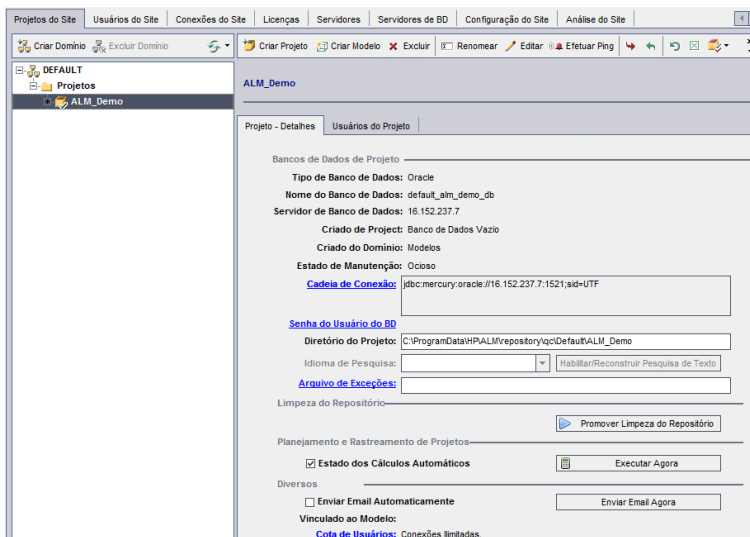 Projetos do Site Usuários do Site Conexões do Site Licenças Servidores Servidores de BD Configuração do Site Análise do Site
Criar Domínio Excluir Domínio Criar Projeto Criar Modelo Excluir Renomear Editar Efetuar Ping
DEFAULT
Projetos
ALM_Demo
ALM_Demo
Projeto - Detalhes Usuários do Projeto
Bancos de Dados de Projeto
Tipo de Banco de Dados: Oracle
Nome do Banco de Dados: default_alm_demo_db
Servidor de Banco de Dados: 16.152.237.7
Criado de Project: Banco de Dados Vazio
Criado do Domínio: Modelos
Estado de Manutenção: Ocioso
Cadeia de Conexão: jdbc:mercury:oracle://16.152.237.7:1521;sid=UTF
Senha do Usuário do BD
Diretório do Projeto: C:\ProgramData\HP\ALM\repository\qc\Default\ALM_Demo
Idioma de Pesquisa: Habilitar/Reconstruir Pesquisa de Texto
Arquivo de Exceções:
Limpeza do Repositório
Promover Limpeza do Repositório
Planejamento e Rastreamento de Projetos
Estado dos Cálculos Automáticos Executar Agora
Diversos
Enviar Email Automaticamente Enviar Email Agora
Vinculado ao Modelo:
Cota de Usuários: Conexões Ilimitadas.